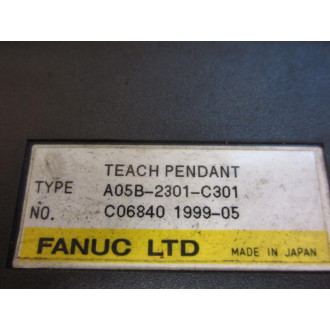 TEACH PENDANT
TYPE A05B-2301-C301
NO. C06840 1999-05
FANUC LTD MADE IN JAPAN